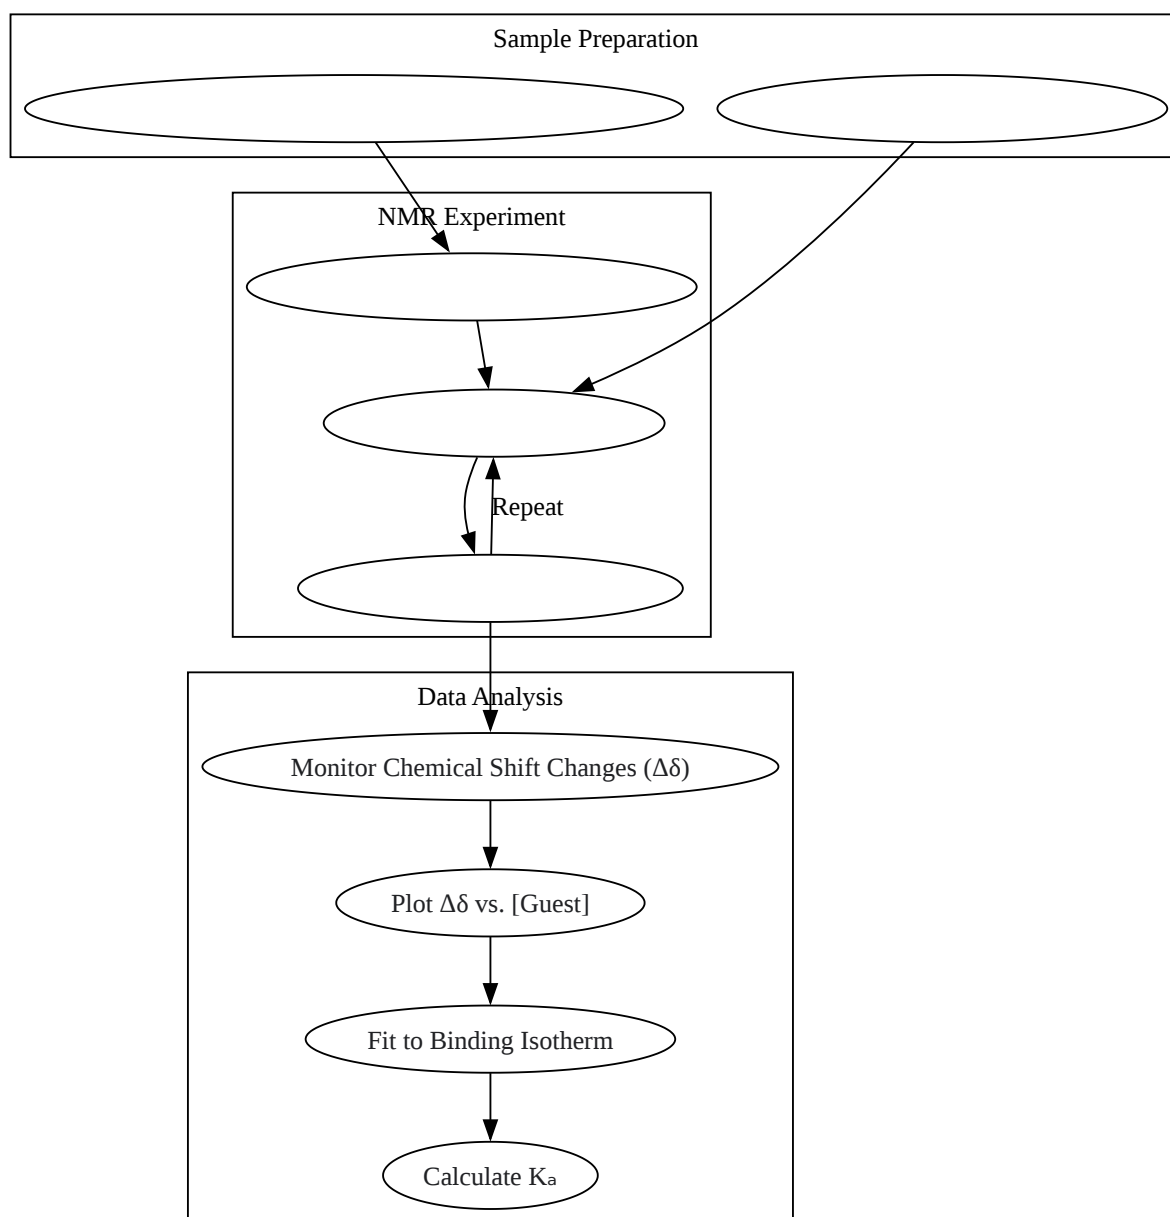 Sample Preparation
NMR Experiment
Repeat
Data Analysis
Monitor Chemical Shift Changes (Δδ)
Plot Δδ vs. [Guest]
Fit to Binding Isotherm
Calculate Kₐ